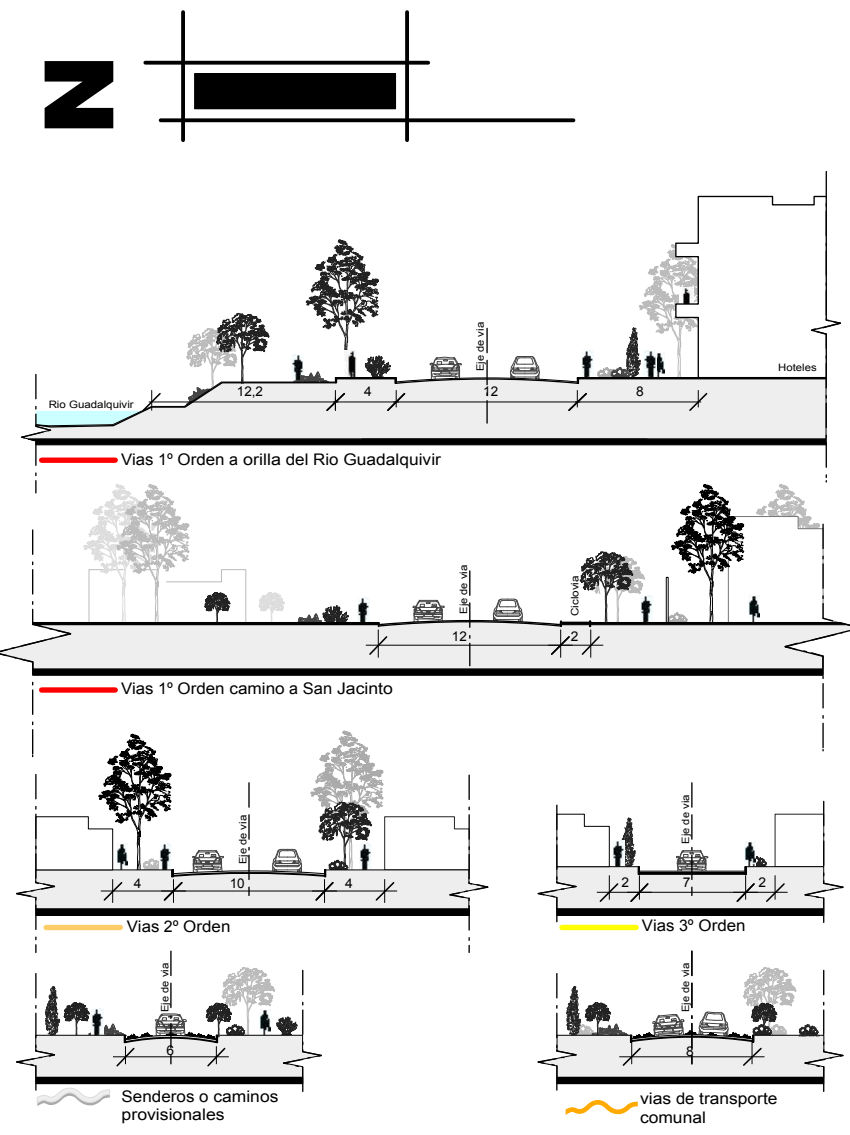 N
Eje de via
Hoteles
Rio Guadalquivir
12,2
4
12
8
Vias 1º Orden a orilla del Rio Guadalquivir
Eje de via
Ciclovia
12
2
Vias 1º Orden camino a San Jacinto
Eje de via
4
10
4
Vias 2º Orden
Eje de via
2
7
2
Vias 3º Orden
Eje de via
6
Senderos o caminos
provisionales
Eje de via
8
vias de transporte
comunal